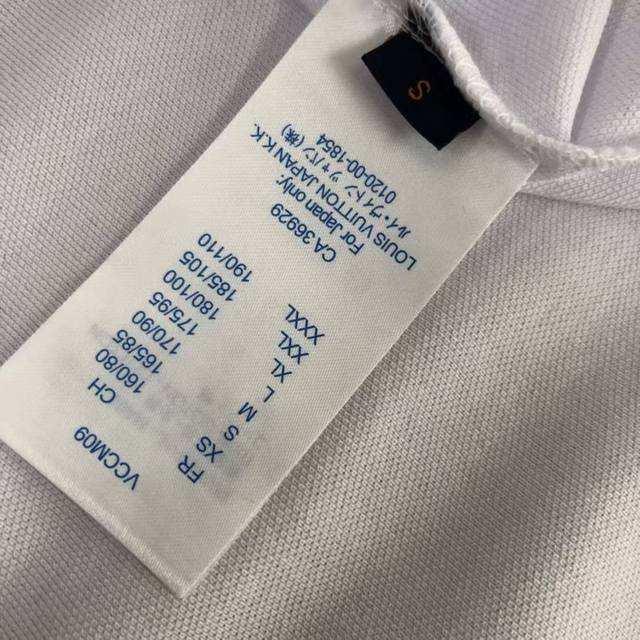 S
VCCM09
FR CH
XS 160/80
S 165/85
M 170/90
L 175/95
XL 180/100
XXL 185/105
XXXL 190/110
CA 36929
For Japan only:
LOUIS VUITTON JAPAN K.K.
ルイ・ヴィトン ジャパン (株)
0120-00-1854